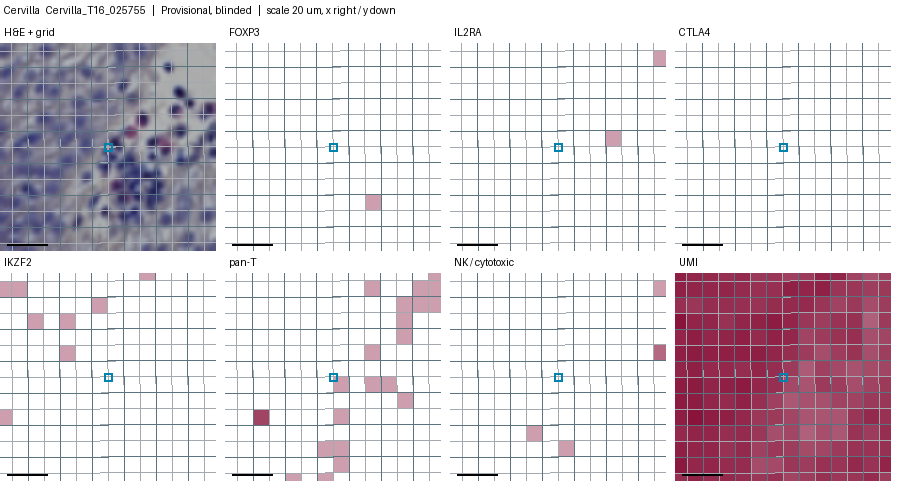 Cervilla Cervilla_T16_025755 | Provisional, blinded | scale 20 um, x right / y down
H&E + grid
FOXP3
IL2RA
CTLA4
IKZF2
pan-T
NK / cytotoxic
UMI